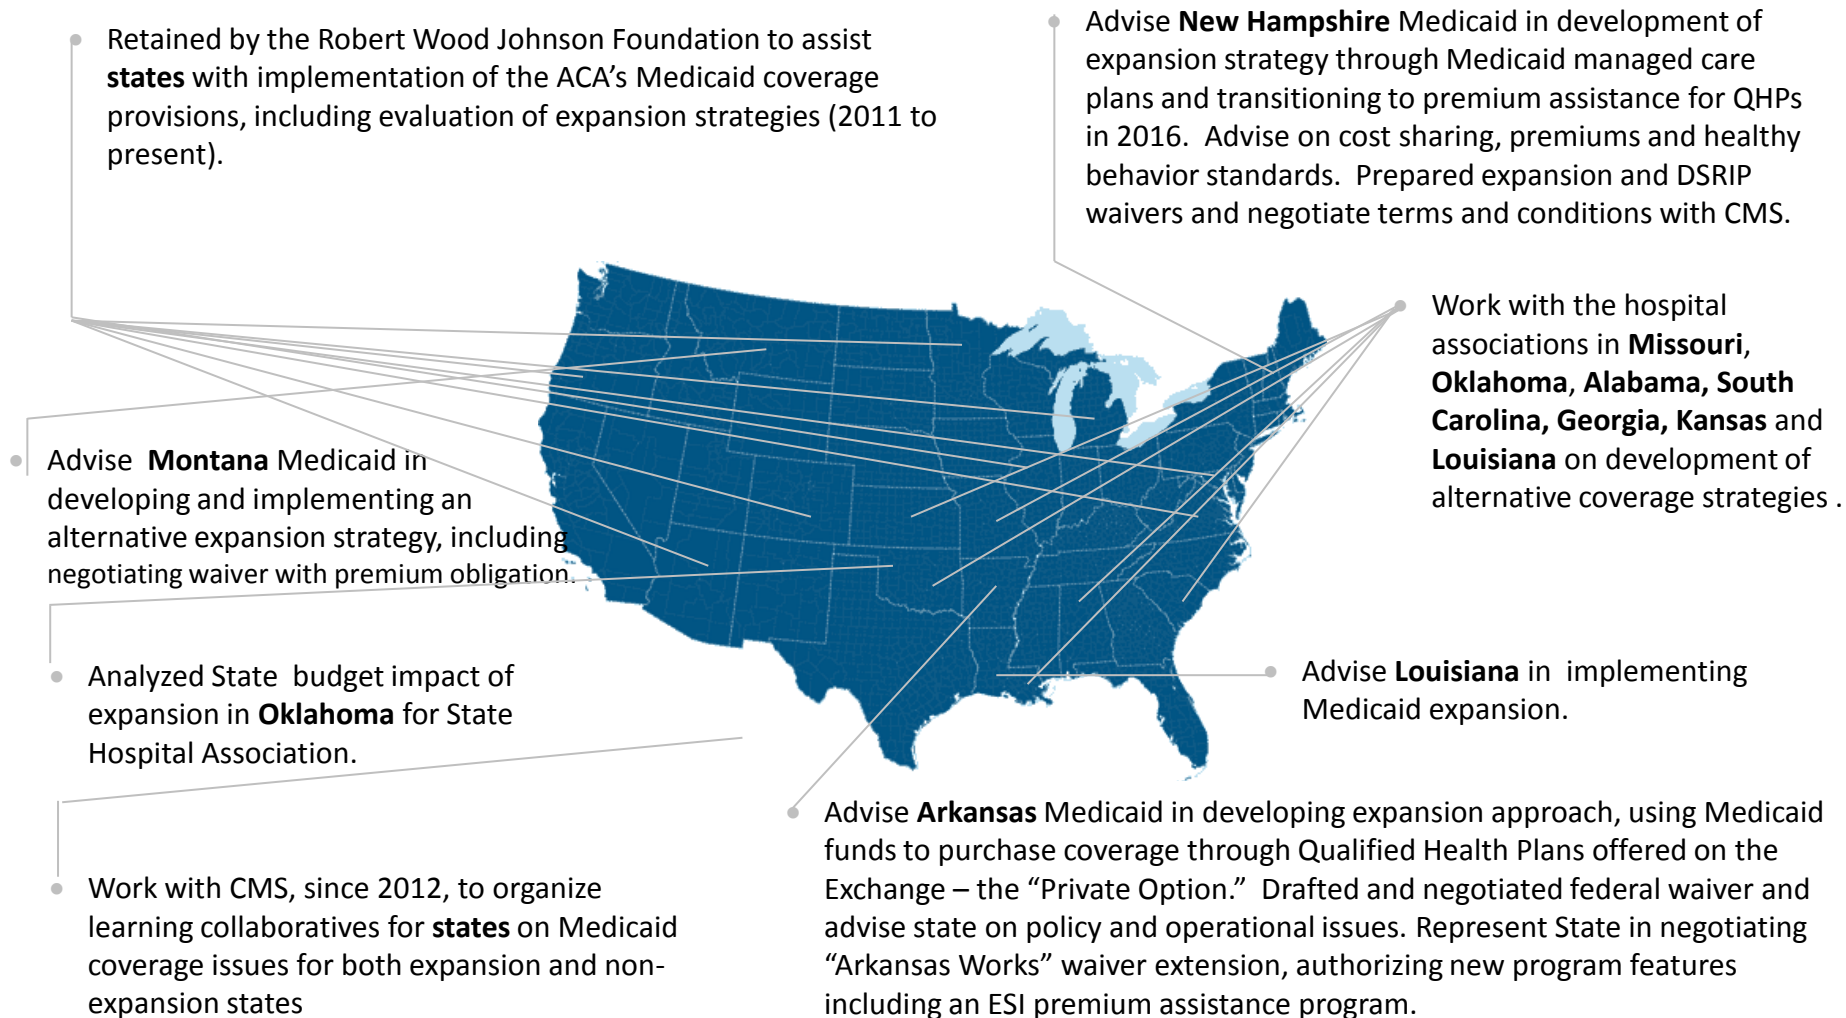 Retained by the Robert Wood Johnson Foundation to assist
states with implementation of the ACA's Medicaid coverage
provisions, including evaluation of expansion strategies (2011 to
present).
Advise New Hampshire Medicaid in development of
expansion strategy through Medicaid managed care
plans and transitioning to premium assistance for QHPs
in 2016.  Advise on cost sharing, premiums and healthy
behavior standards.  Prepared expansion and DSRIP
waivers and negotiate terms and conditions with CMS.
Work with the hospital
associations in Missouri,
Oklahoma, Alabama, South
Carolina, Georgia, Kansas and
Louisiana on development of
alternative coverage strategies .
Advise  Montana Medicaid in
developing and implementing an
alternative expansion strategy, including
negotiating waiver with premium obligation.
Analyzed State  budget impact of
expansion in Oklahoma for State
Hospital Association.
Advise Louisiana in  implementing
Medicaid expansion.
Work with CMS, since 2012, to organize
learning collaboratives for states on Medicaid
coverage issues for both expansion and non-
expansion states
Advise Arkansas Medicaid in developing expansion approach, using Medicaid
funds to purchase coverage through Qualified Health Plans offered on the
Exchange – the “Private Option.”  Drafted and negotiated federal waiver and
advise state on policy and operational issues. Represent State in negotiating
“Arkansas Works” waiver extension, authorizing new program features
including an ESI premium assistance program.